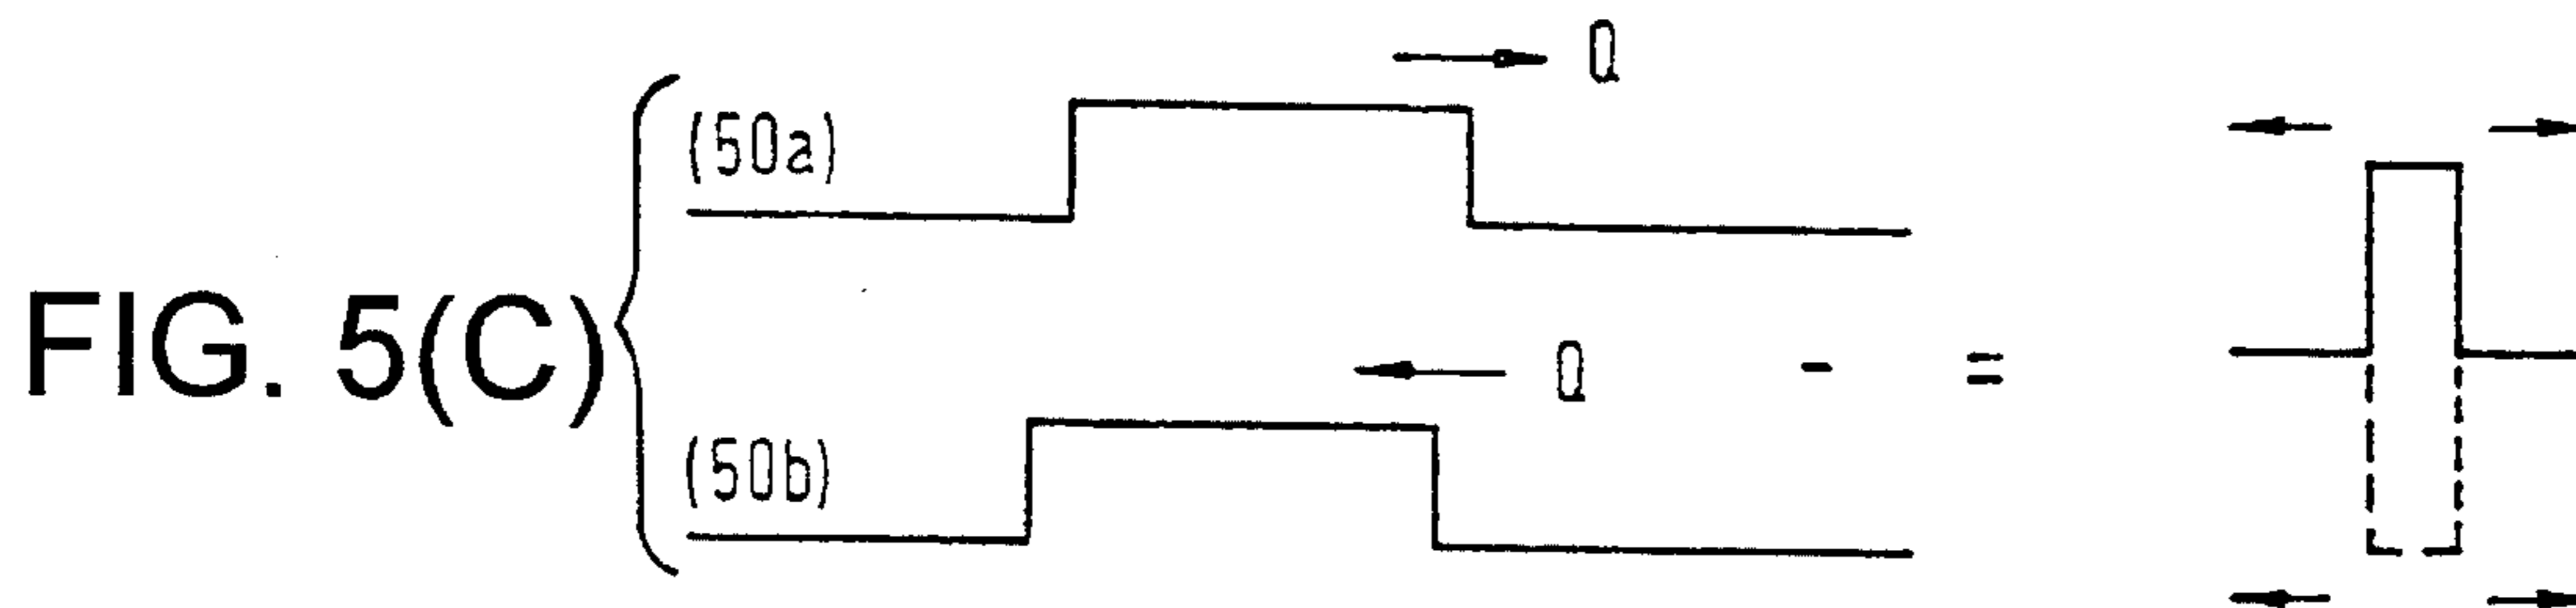 Q
(50a)
FIG. 5(C)
Q - =
(50b)